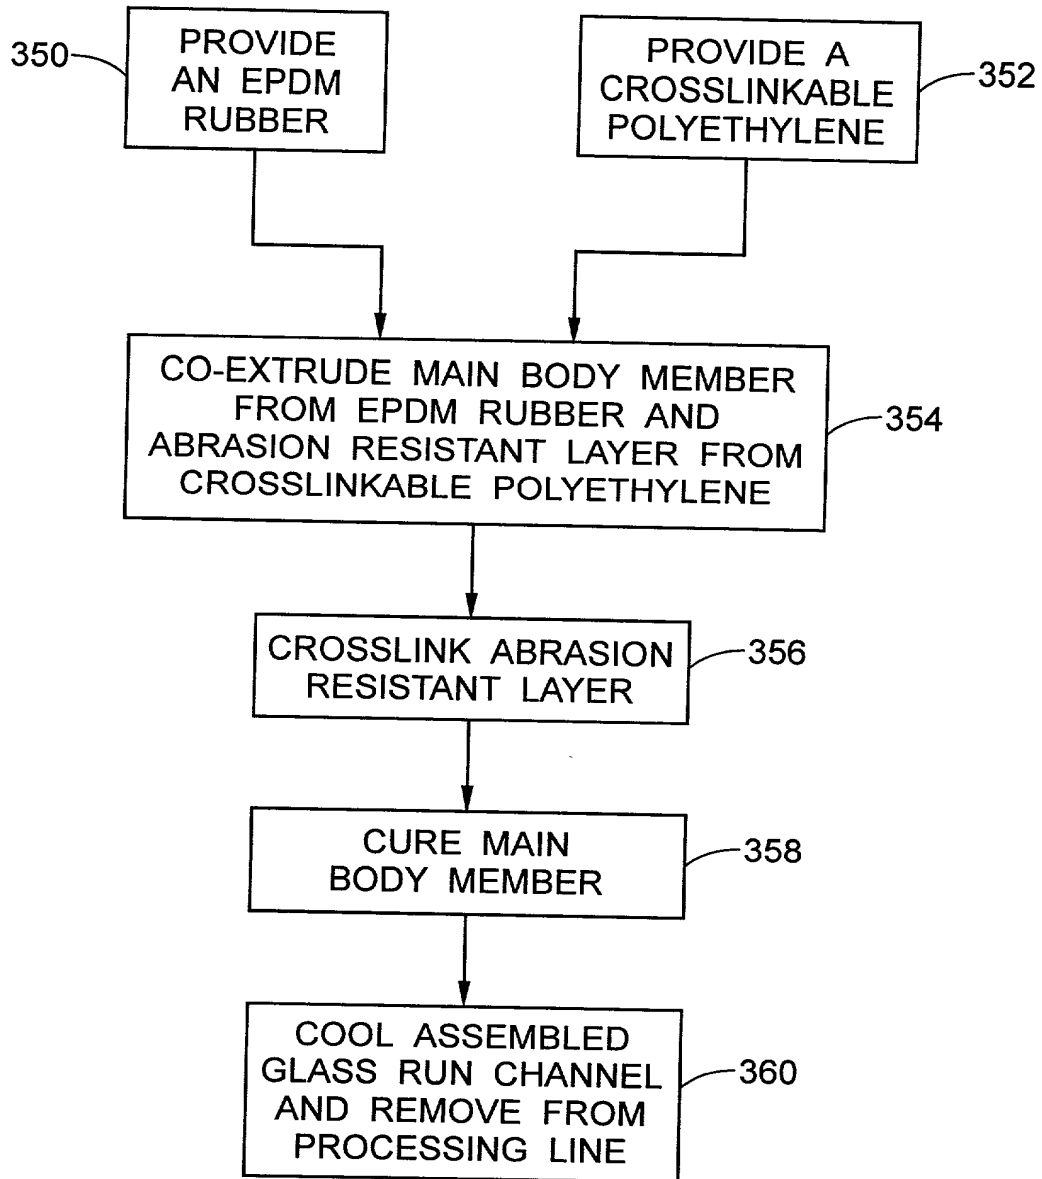 350
PROVIDE
AN EPDM
RUBBER
PROVIDE A
CROSSLINKABLE
POLYETHYLENE
352
CO-EXTRUDE MAIN BODY MEMBER
FROM EPDM RUBBER AND
ABRASION RESISTANT LAYER FROM
CROSSLINKABLE POLYETHYLENE
354
CROSSLINK ABRASION
RESISTANT LAYER
356
CURE MAIN
BODY MEMBER
358
COOL ASSEMBLED
GLASS RUN CHANNEL
AND REMOVE FROM
PROCESSING LINE
360